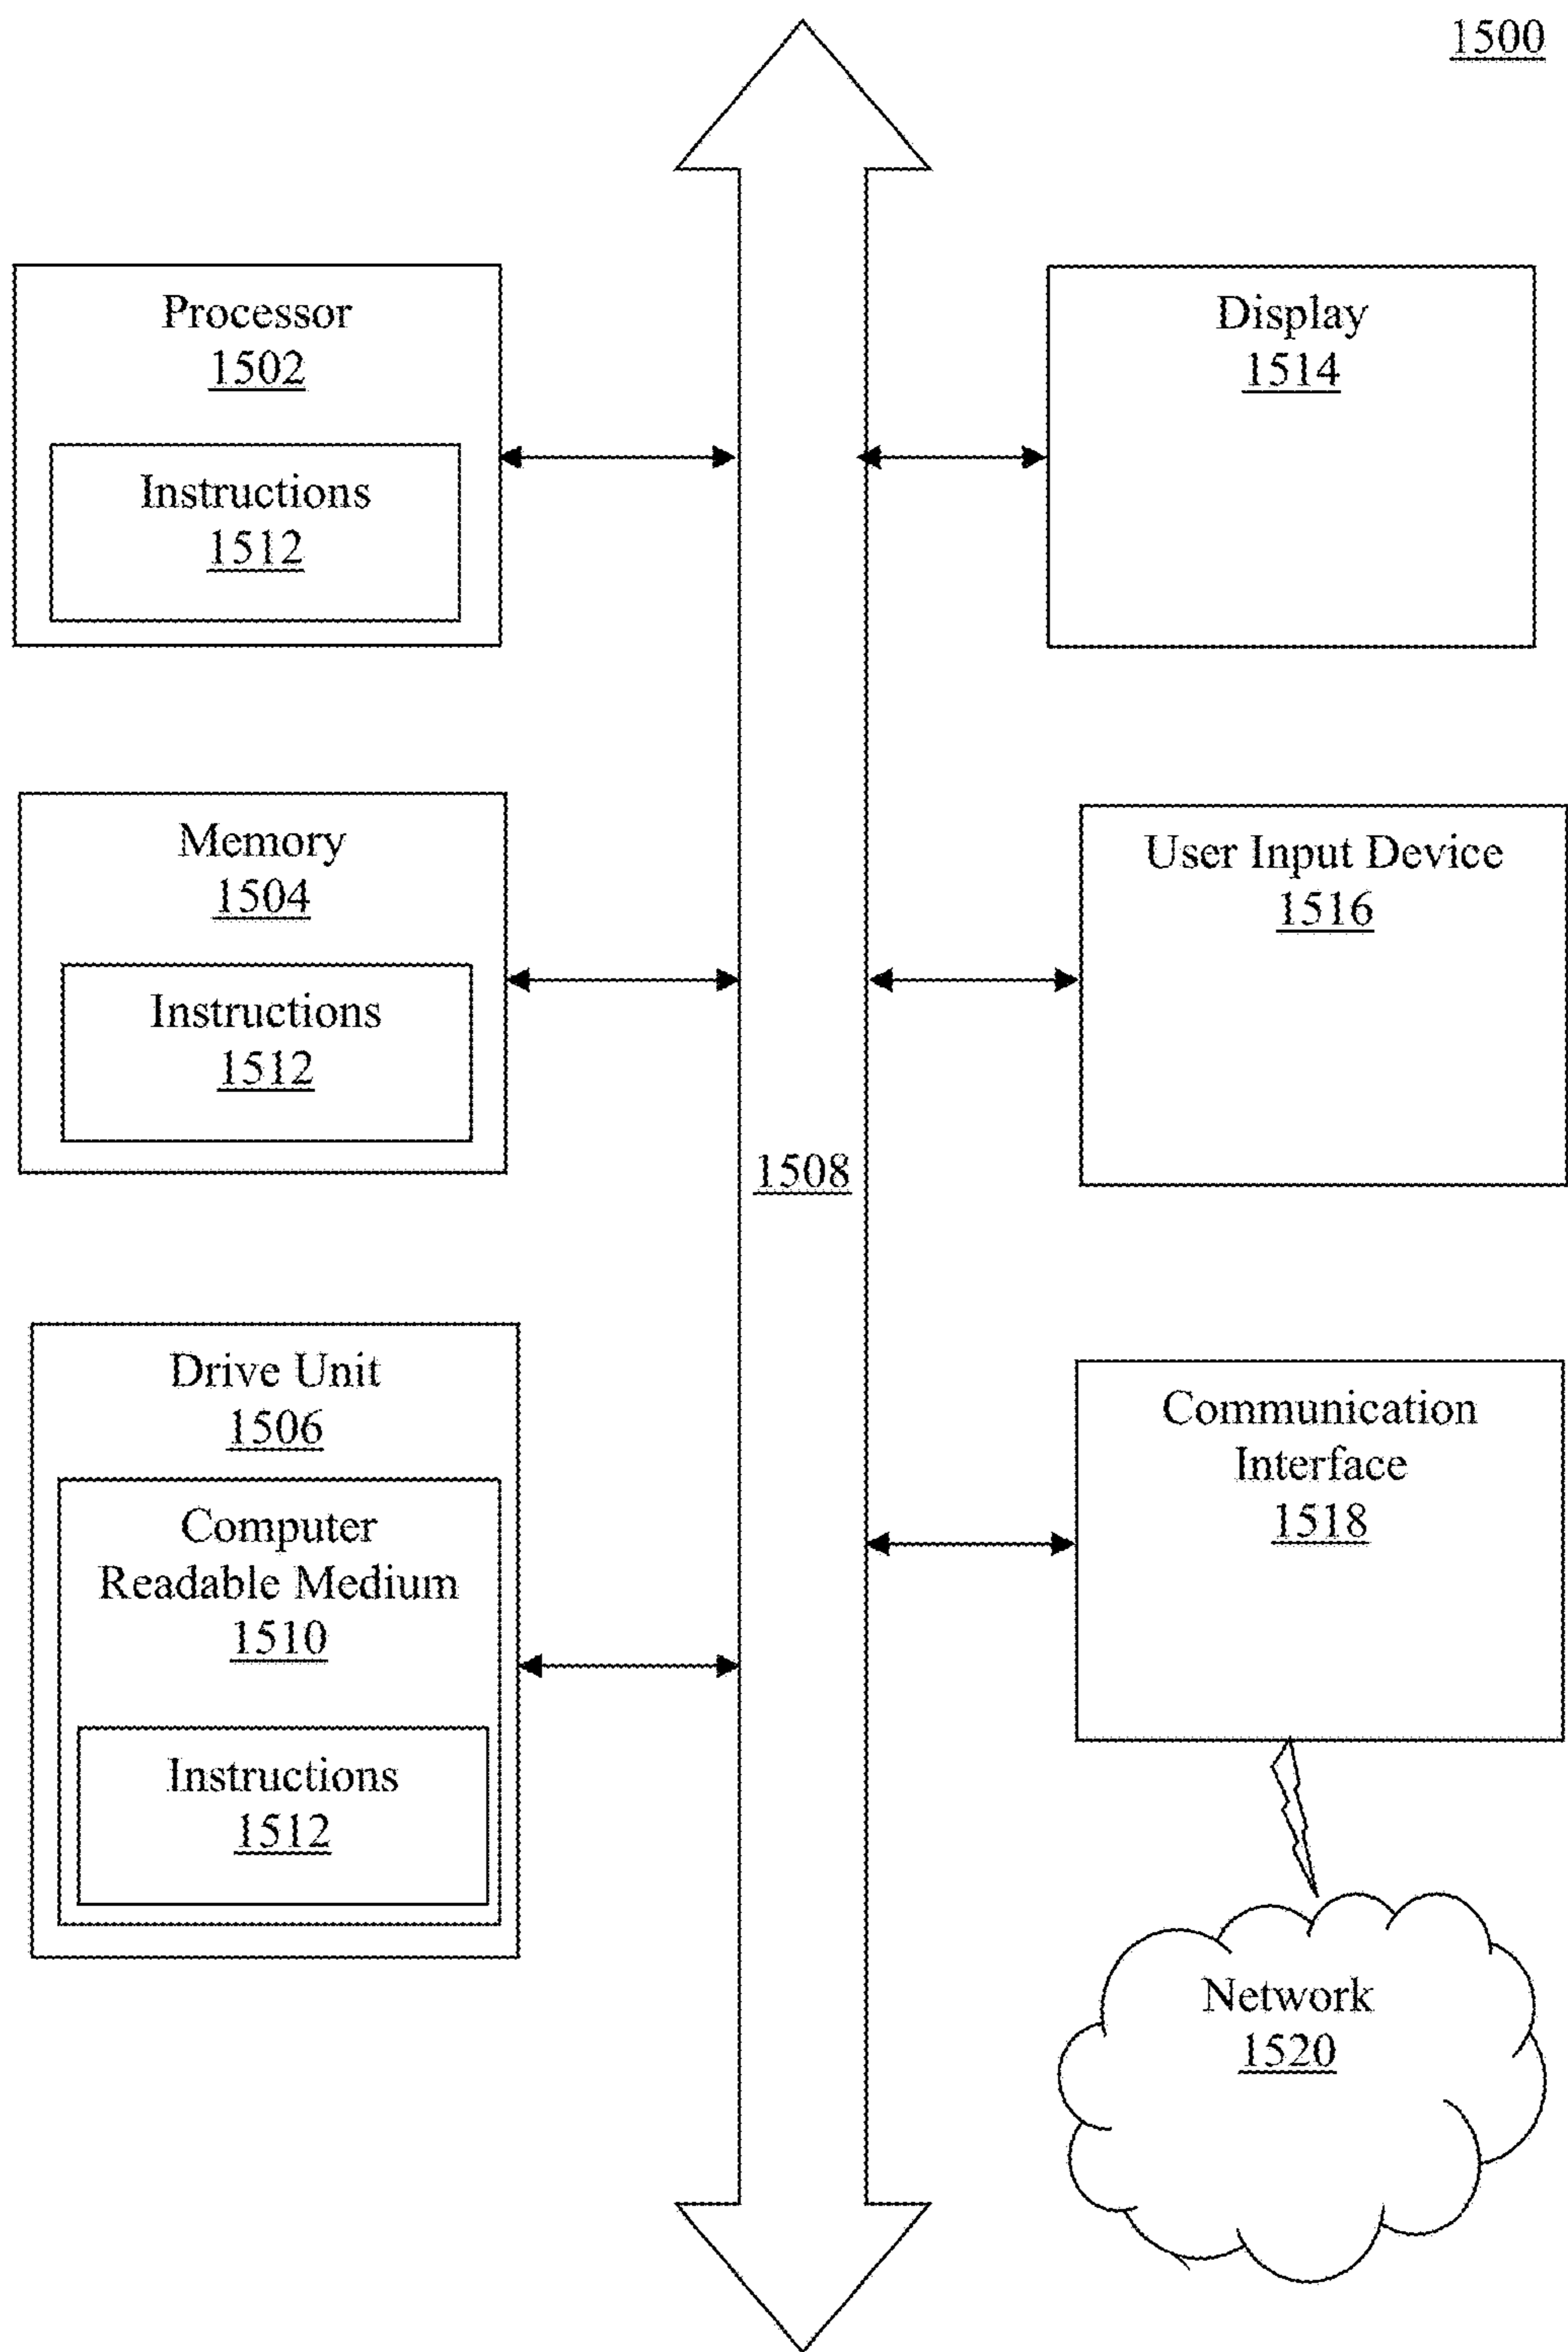 1500
Processor
1502
Instructions
1512
Display
1514
Memory
1504
Instructions
1512
User Input Device
1516
1508
Drive Unit
1506
Computer
Readable Medium
1510
Instructions
1512
Communication
Interface
1518
Network
1520